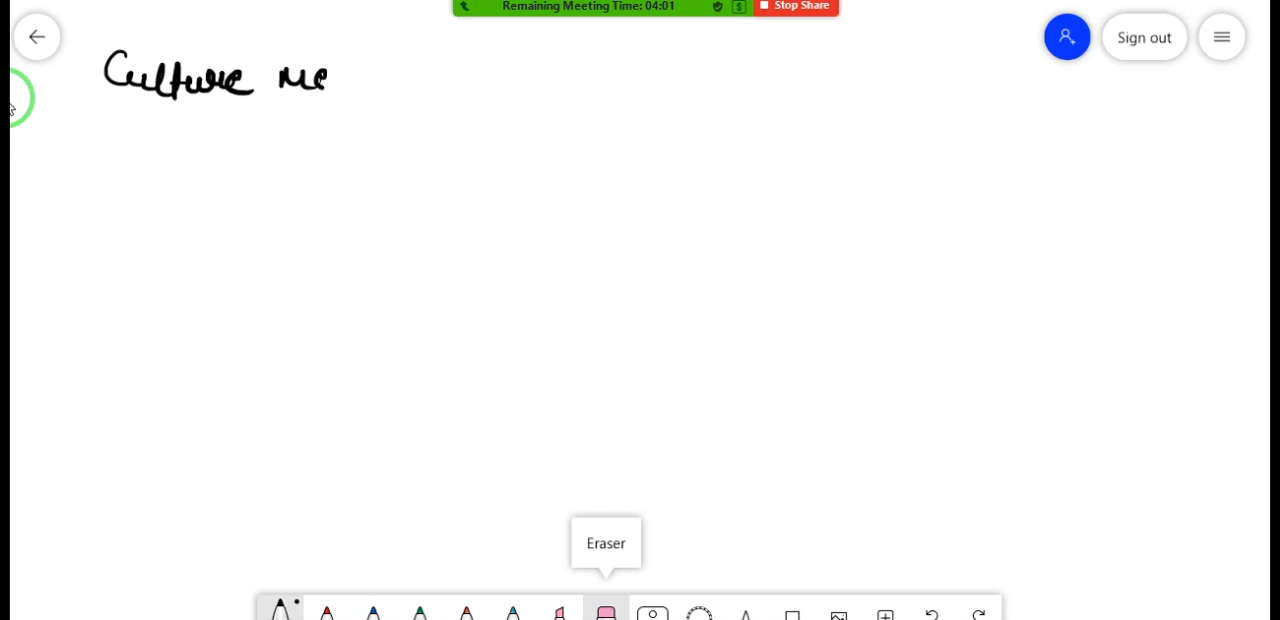 Remaining Meeting Time: 04:01
Stop Share
Sign out
Culture me
Eraser